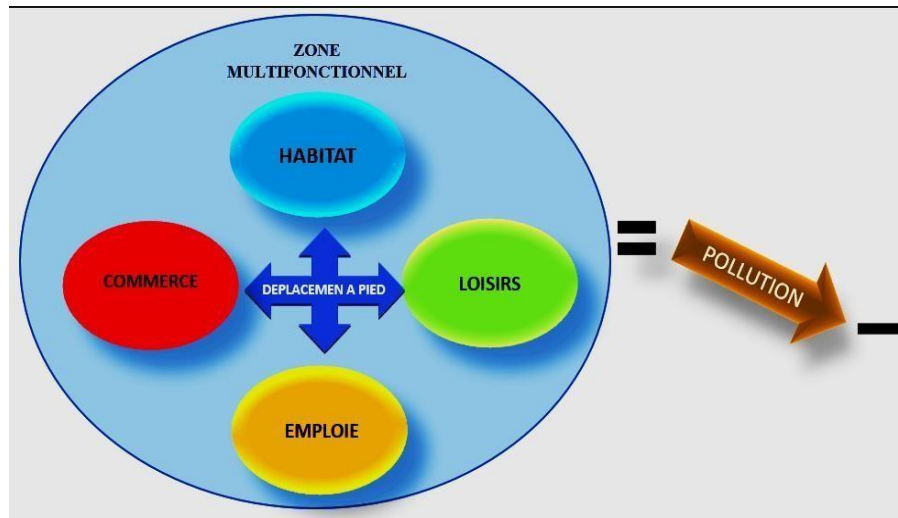 ZONE
MULTIFONCTIONNEL
HABITAT
COMMERCE
DEPLACEMEN A PIED
LOISIRS
EMPLOIE
=
POLLUTION
-